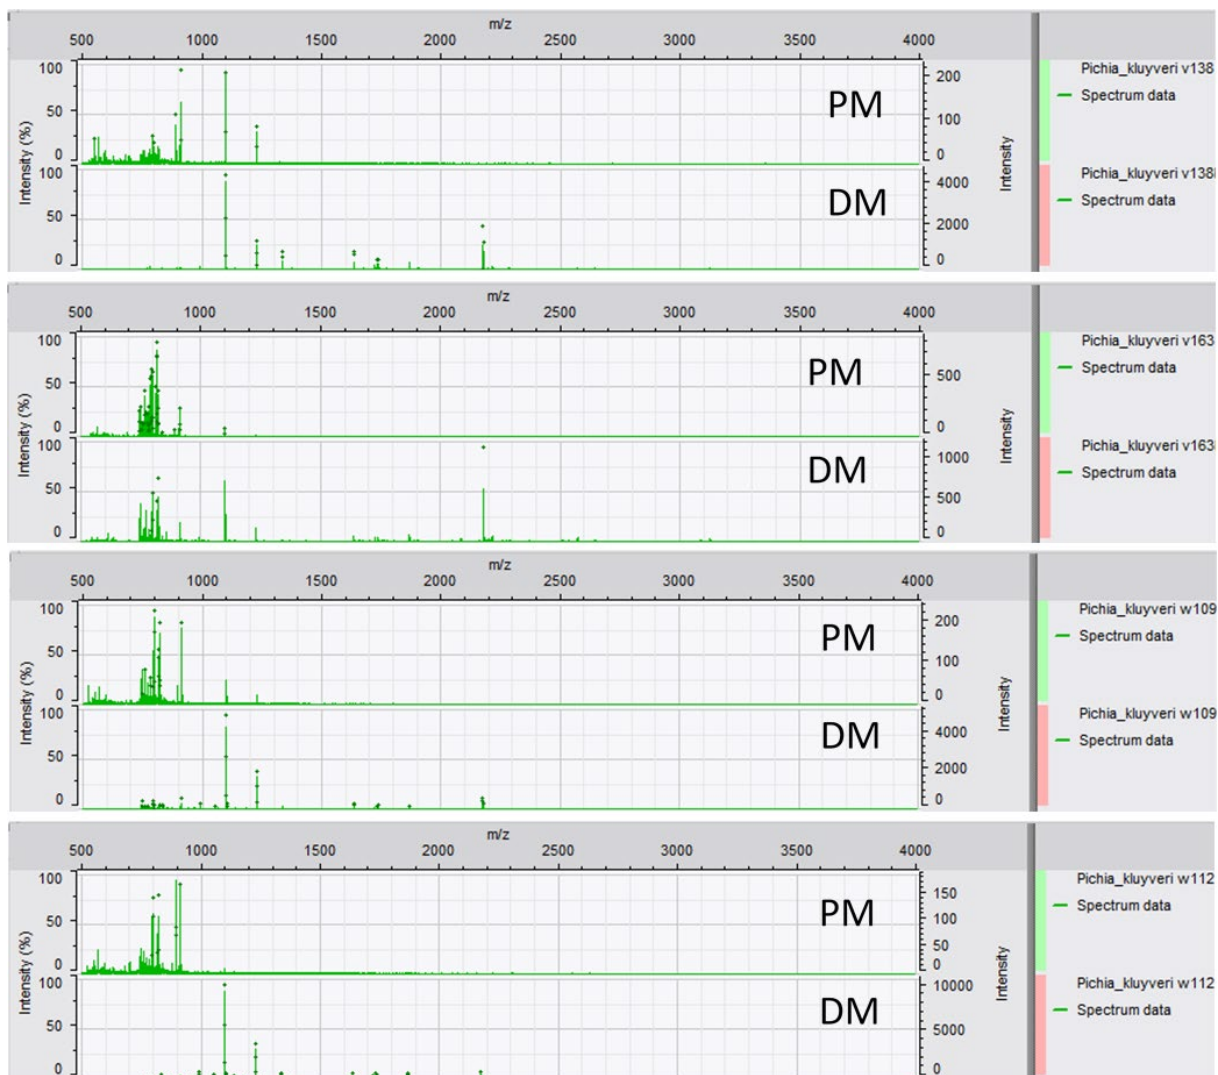 m/z
500 1000 1500 2000 2500 3000 3500 4000
100 50 0
Intensity (%)
PM
200 100 0
Pichia_kluyveri v138
Spectrum data
100 50 0
DM
4000 2000 0
Intensity
Pichia_kluyveri v138
Spectrum data
m/z
500 1000 1500 2000 2500 3000 3500 4000
100 50 0
Intensity (%)
PM
500 0
Pichia_kluyveri v163
Spectrum data
100 50 0
DM
1000 500 0
Intensity
Pichia_kluyveri v163
Spectrum data
m/z
500 1000 1500 2000 2500 3000 3500 4000
100 50 0
Intensity (%)
PM
200 100 0
Pichia_kluyveri w109
Spectrum data
100 50 0
DM
4000 2000 0
Intensity
Pichia_kluyveri w109
Spectrum data
m/z
500 1000 1500 2000 2500 3000 3500 4000
100 50 0
Intensity (%)
PM
150 100 50 0
Pichia_kluyveri w112
Spectrum data
100 50 0
DM
10000 5000 0
Intensity
Pichia_kluyveri w112
Spectrum data